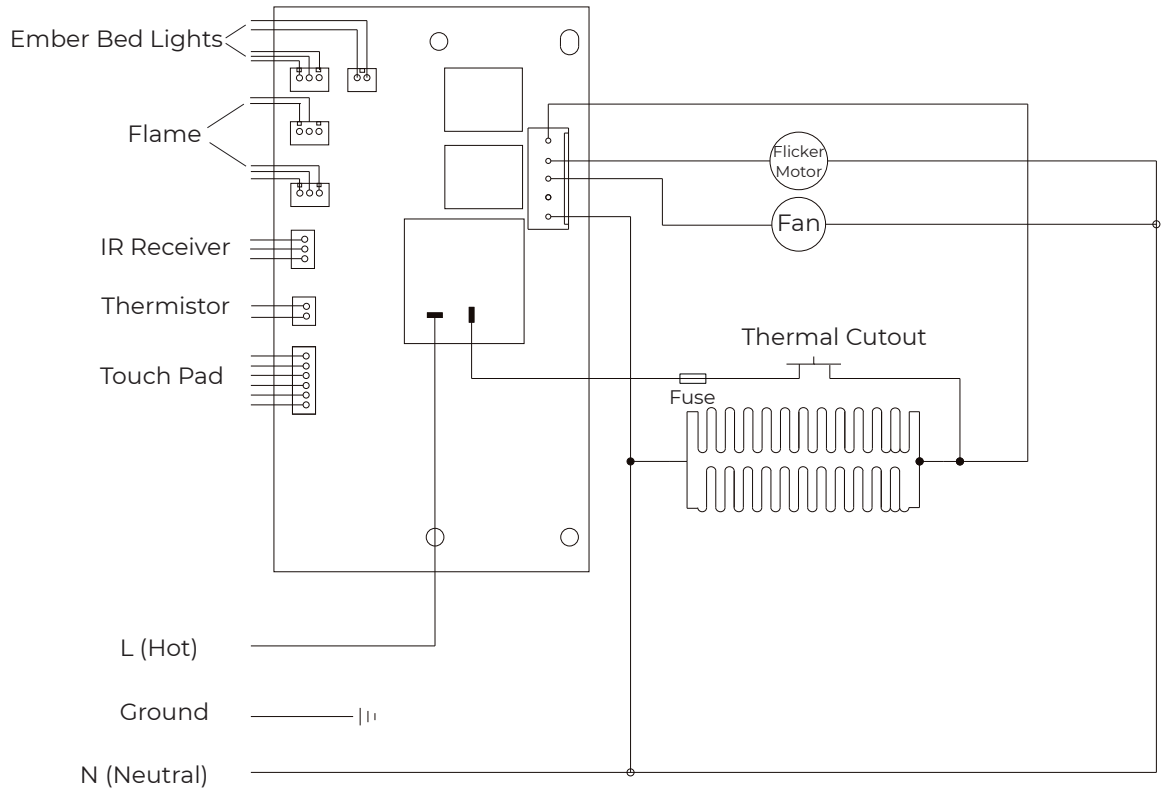 Ember Bed Lights
Flame
IR Receiver
Thermistor
Touch Pad
Flicker
Motor
Fan
Thermal Cutout
Fuse
L (Hot)
Ground
N (Neutral)